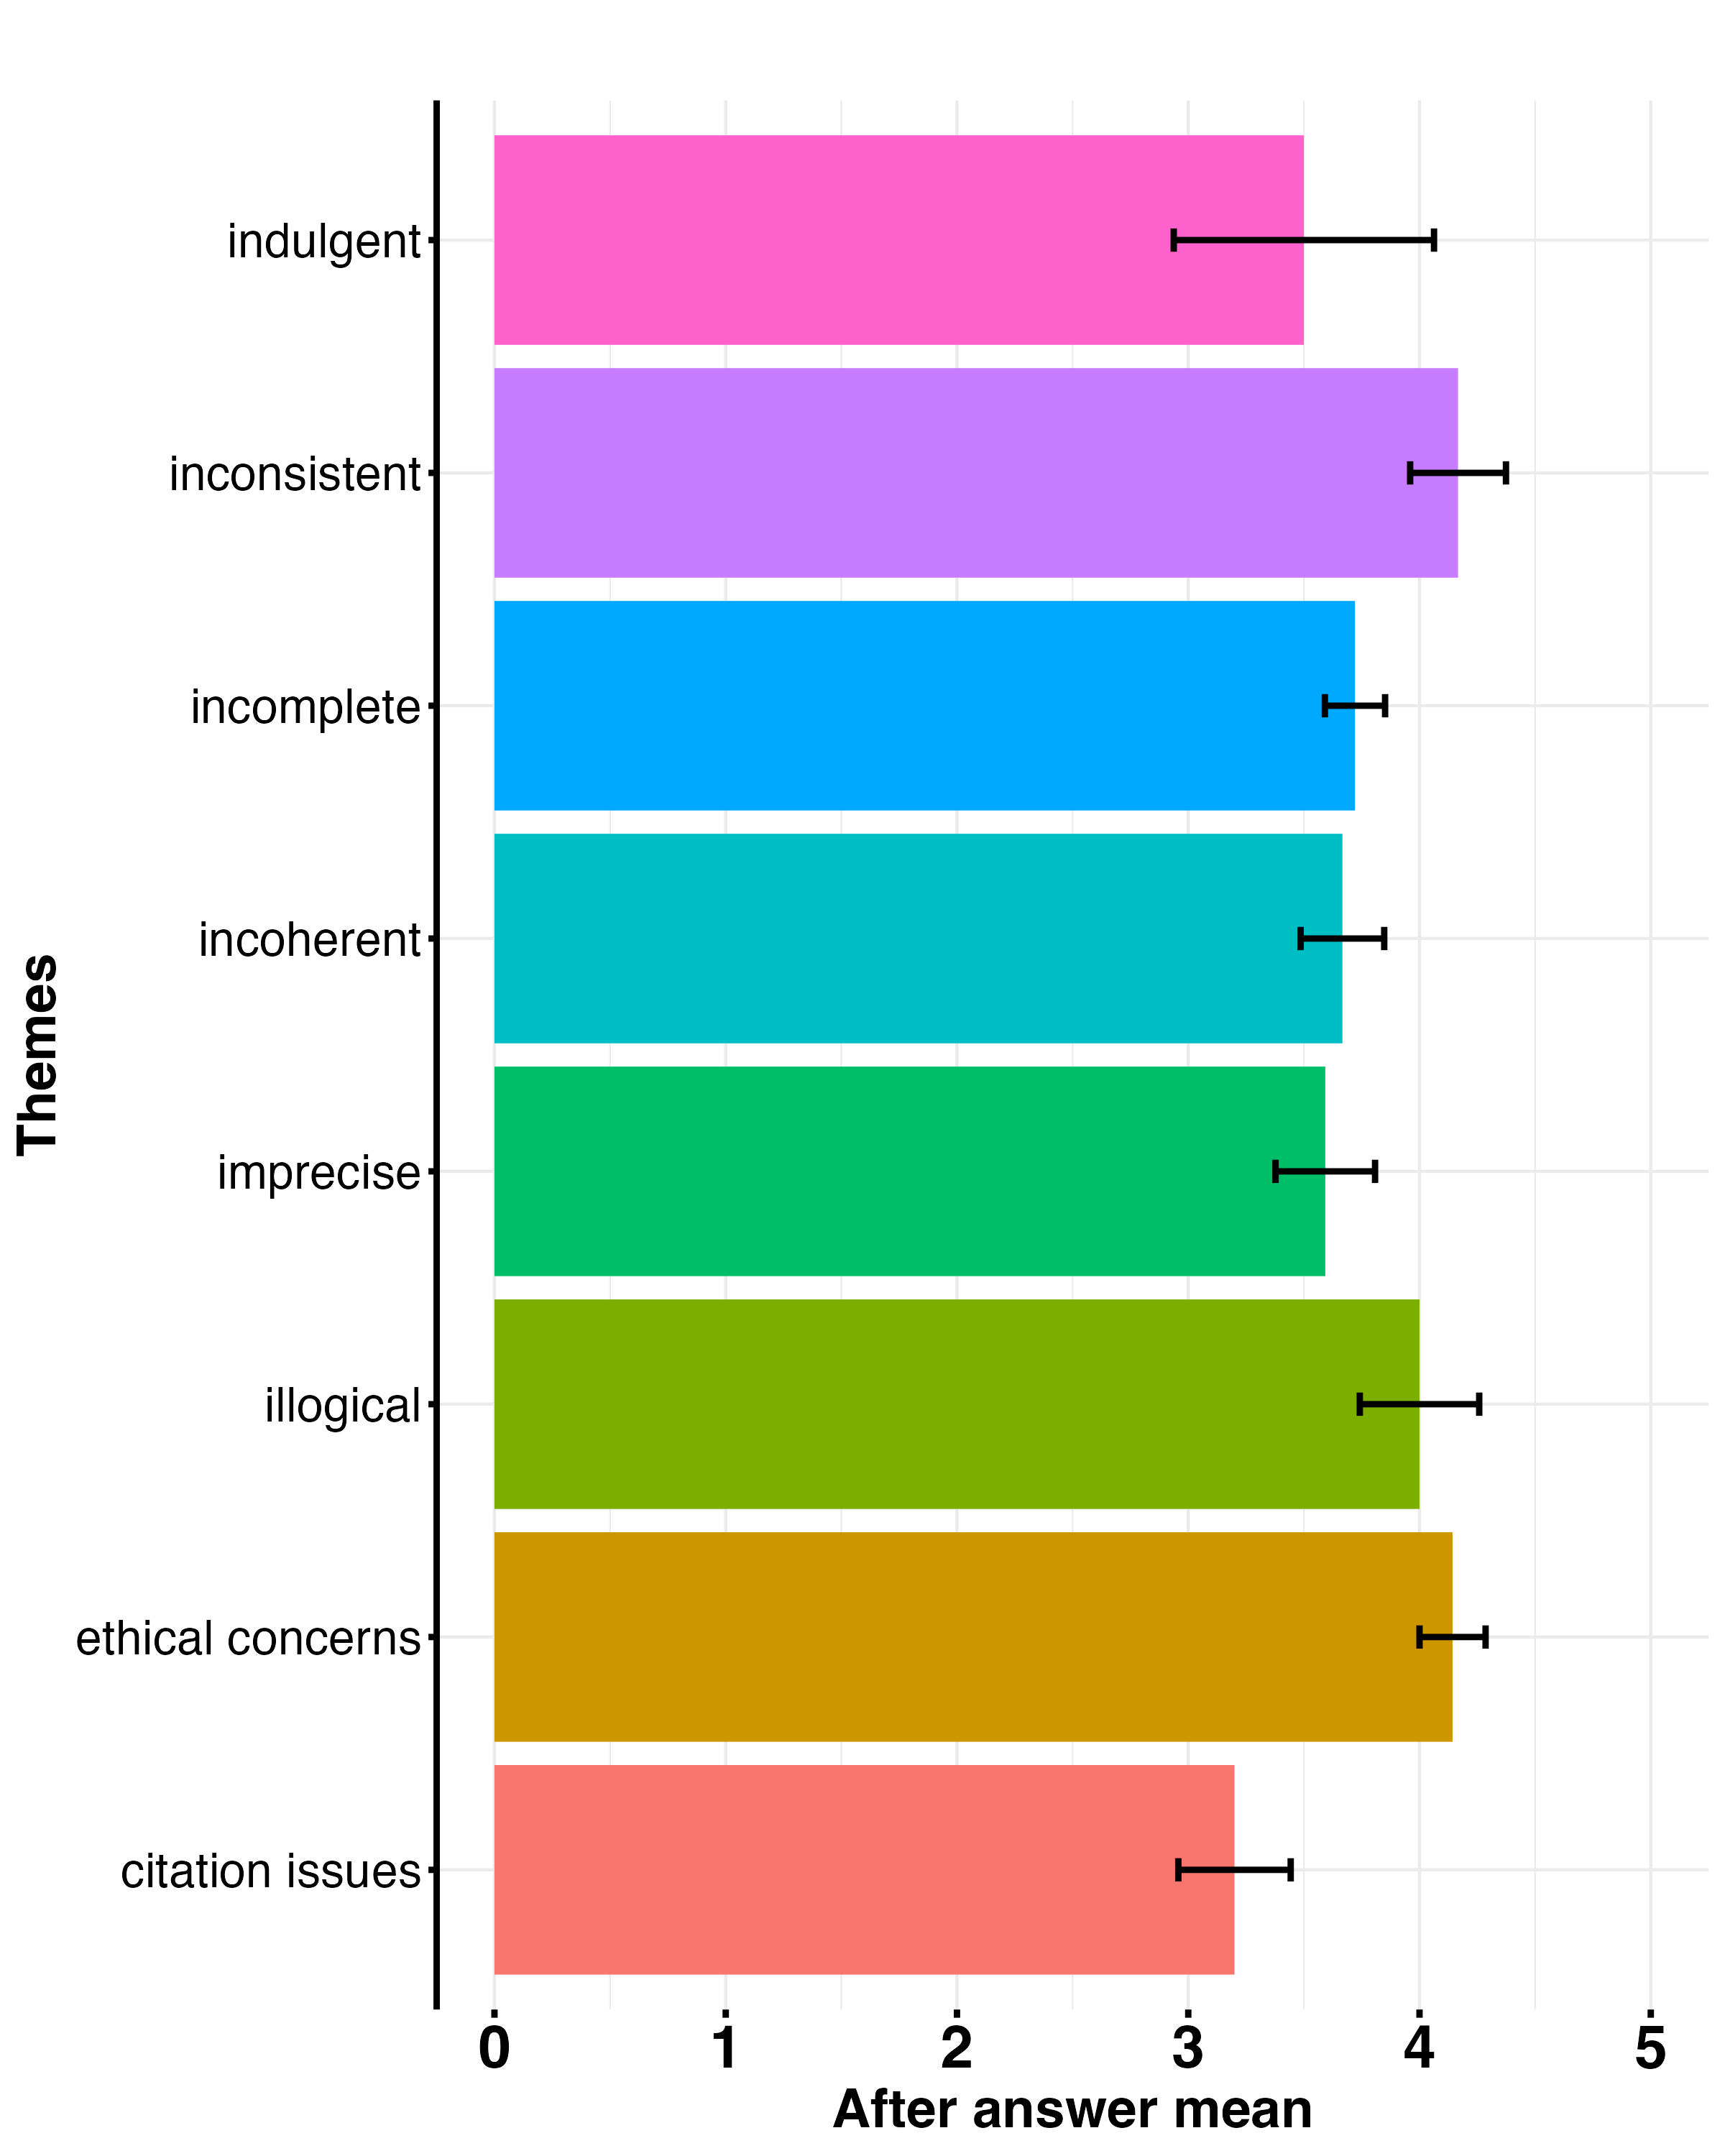 Themes
indulgent
inconsistent
incomplete
incoherent
imprecise
illogical
ethical concerns
citation issues
0 1 2 3 4 5
After answer mean